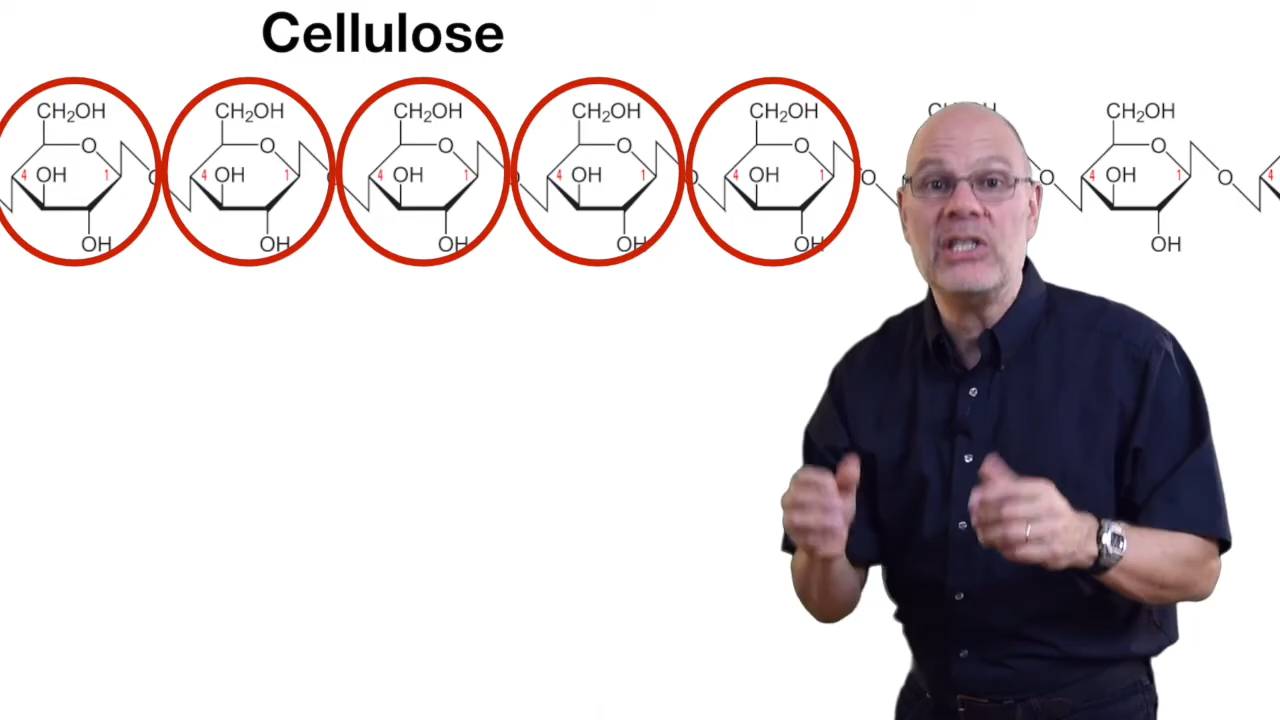 Cellulose
CH₂OH CH₂OH CH₂OH CH₂OH CH₂OH CH₂OH
O O O O O O
4 OH 1 O 4 OH 1 O 4 OH 1 O 4 OH 1 O 4 OH 1 O O 4 OH 1 O 4
OH OH OH OH OH OH